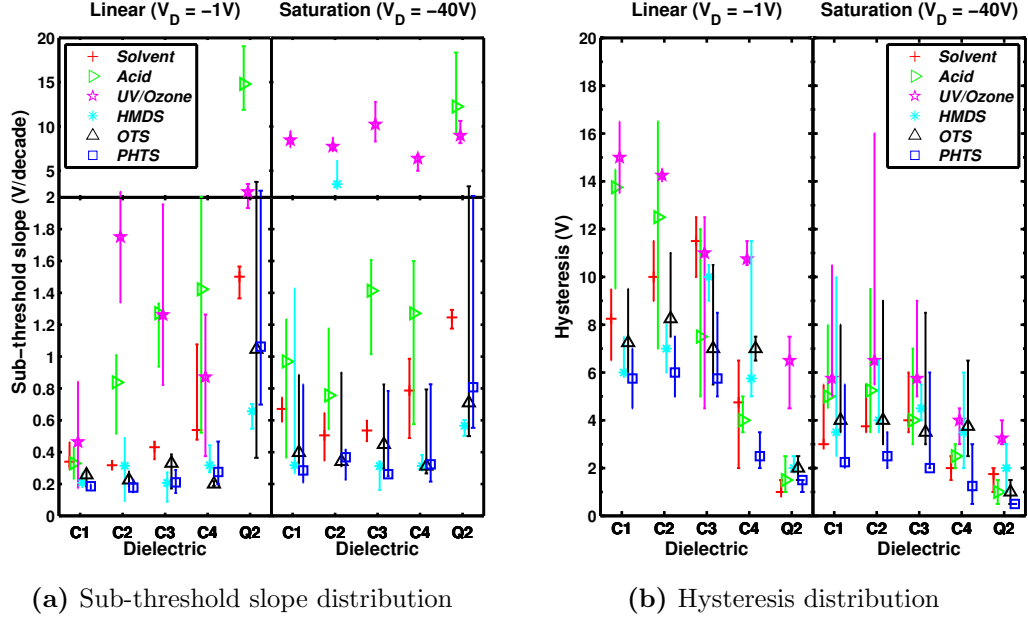 a)
Linear (V_D = −1V)
Saturation (V_D = −40V)
20
15
10
5
2
1.8
1.6
1.4
1.2
1
0.8
0.6
0.4
0.2
0
Sub−threshold slope (V/decade)
Solvent
Acid
UV/Ozone
HMDS
OTS
PHTS
C1 C2 C3 C4 Q2
C1 C2 C3 C4 Q2
Dielectric
Dielectric
b)
Linear (V_D = −1V)
Saturation (V_D = −40V)
20
18
16
14
12
10
8
6
4
2
0
Hysteresis (V)
Solvent
Acid
UV/Ozone
HMDS
OTS
PHTS
C1 C2 C3 C4 Q2
C1 C2 C3 C4 Q2
Dielectric
Dielectric
(a) Sub-threshold slope distribution
(b) Hysteresis distribution